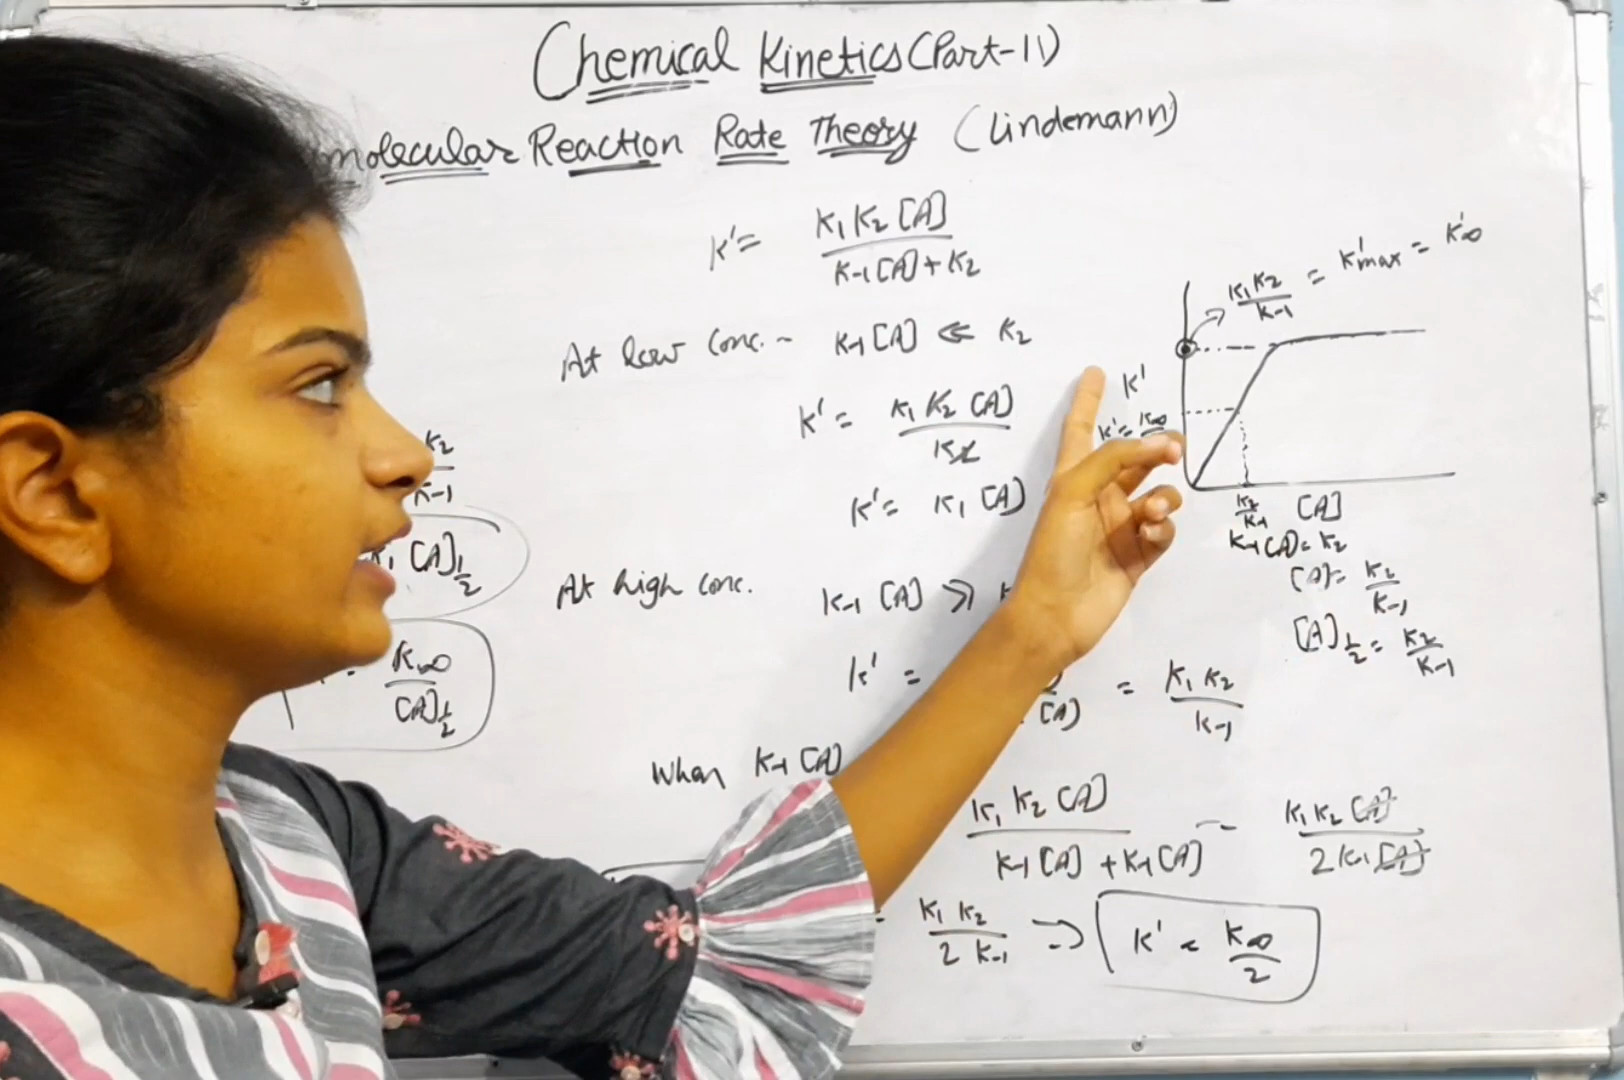 Chemical Kinetics (Part-11)
molecular Reaction Rate Theory (Lindemann)
K' = K₁ K₂ [A] / K-1 [A] + K₂
At low conc. - K-1 [A] <<< K₂
K' = K₁ K₂ [A] / K₂
K' = K₁ [A]
At high conc. K-1 [A] >>
K' = [A] = K₁ K₂ / K-1
When K-1 [A]
K₁ K₂ [A] / K-1 [A] + K-1 [A] = K₁ K₂ [A] / 2 K-1 [A]
K₁ K₂ / 2 K-1 => K' = K∞ / 2
K₁ K₂ / K-1 = K'max = K'∞
K'
K' = K∞
K₂ / K-1 [A]
K-1 [A] = K₂
[A] = K₂ / K-1
[A]½ = K₂ / K-1
K₂ / K-1
K₁ [A]½
= K∞ / [A]½